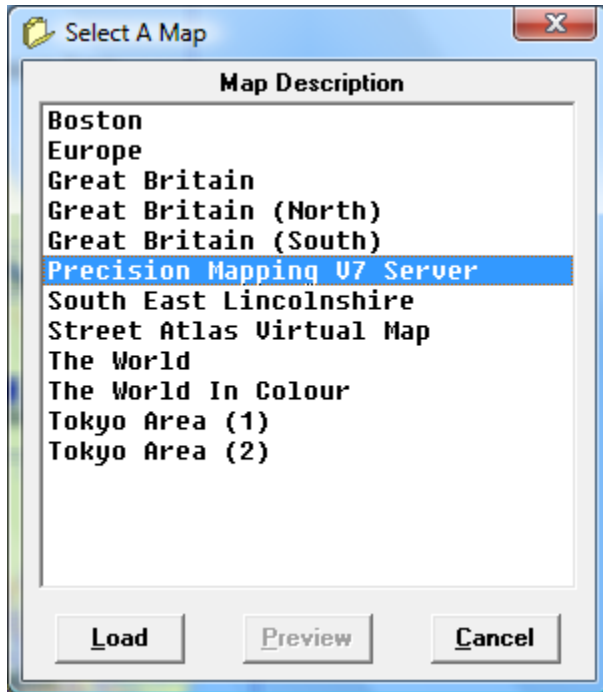 Select A Map
Map Description
Boston
Europe
Great Britain
Great Britain (North)
Great Britain (South)
Precision Mapping V7 Server
South East Lincolnshire
Street Atlas Virtual Map
The World
The World In Colour
Tokyo Area (1)
Tokyo Area (2)
Load Preview Cancel